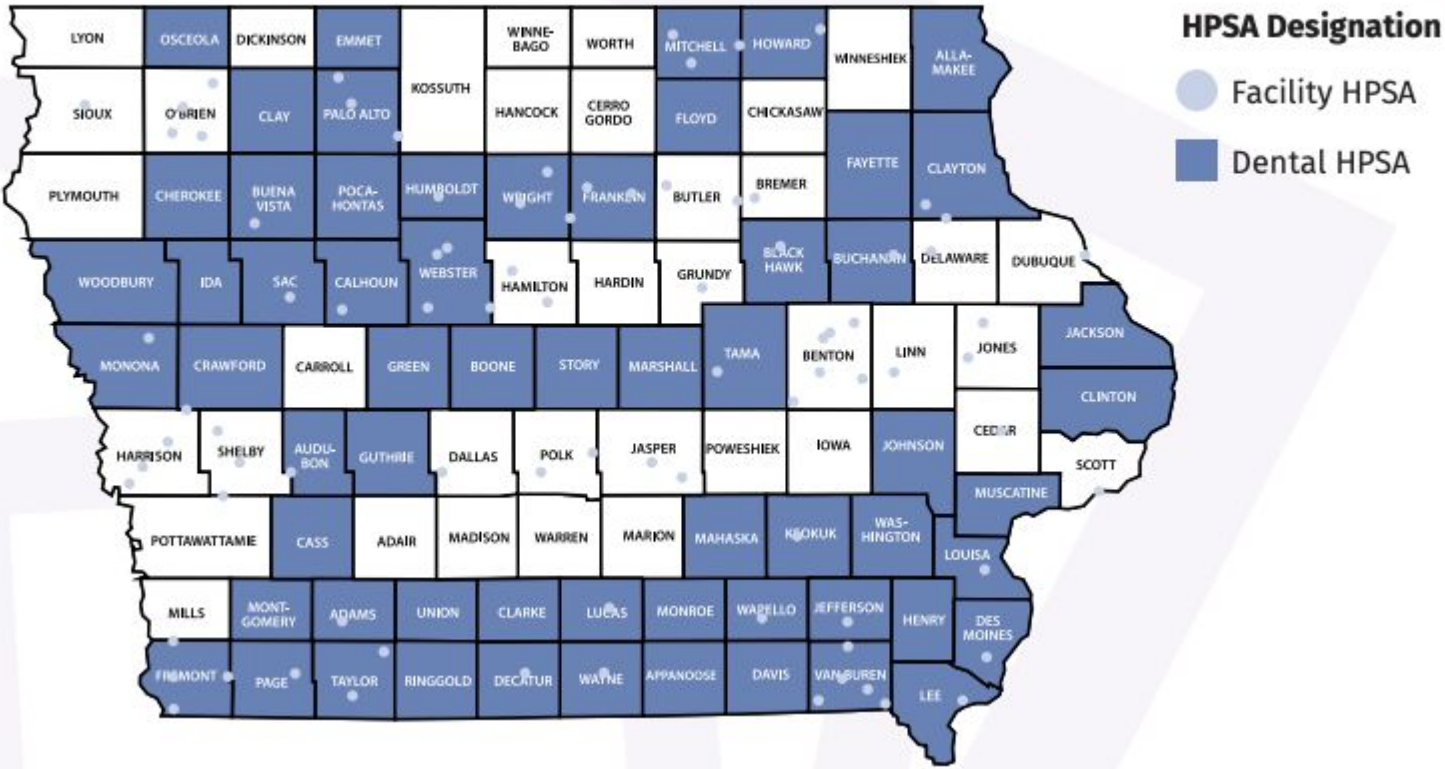 HPSA Designation
Facility HPSA
Dental HPSA
LYON
OSCEOLA
DICKINSON
EMMET
WINNE-
BAGO
WORTH
MITCHELL
HOWARD
WINNESHIEK
ALLA-
MAKEE
KOSSUTH
SIOUX
O'BRIEN
CLAY
PALO ALTO
HANCOCK
CERRO
GORDO
FLOYD
CHICKASAW
FAYETTE
CLAYTON
PLYMOUTH
CHEROKEE
BUENA
VISTA
POCA-
HONTAS
HUMBOLDT
WRIGHT
FRANKLIN
BUTLER
BREMER
WOODBURY
IDA
SAC
CALHOUN
WEBSTER
HAMILTON
HARDIN
GRUNDY
BLACK
HAWK
BUCHANAN
DELAWARE
DUBUQUE
MONONA
CRAWFORD
CARROLL
GREEN
BOONE
STORY
MARSHALL
TAMA
BENTON
LINN
JONES
JACKSON
CLINTON
HARRISON
SHELBY
AUDU-
BON
GUTHRIE
DALLAS
POLK
JASPER
POWESHIEK
IOWA
JOHNSON
CEDAR
SCOTT
MUSCATINE
POTTAWATTAMIE
CASS
ADAIR
MADISON
WARREN
MARION
MAHASKA
KEOKUK
WAS-
HINGTON
LOUISA
MILLS
MONT-
GOMERY
ADAMS
UNION
CLARKE
LUCAS
MONROE
WAPELLO
JEFFERSON
HENRY
DES
MOINES
FREMONT
PAGE
TAYLOR
RINGGOLD
DECATUR
WAYNE
APPANOOSE
DAVIS
VAN BUREN
LEE